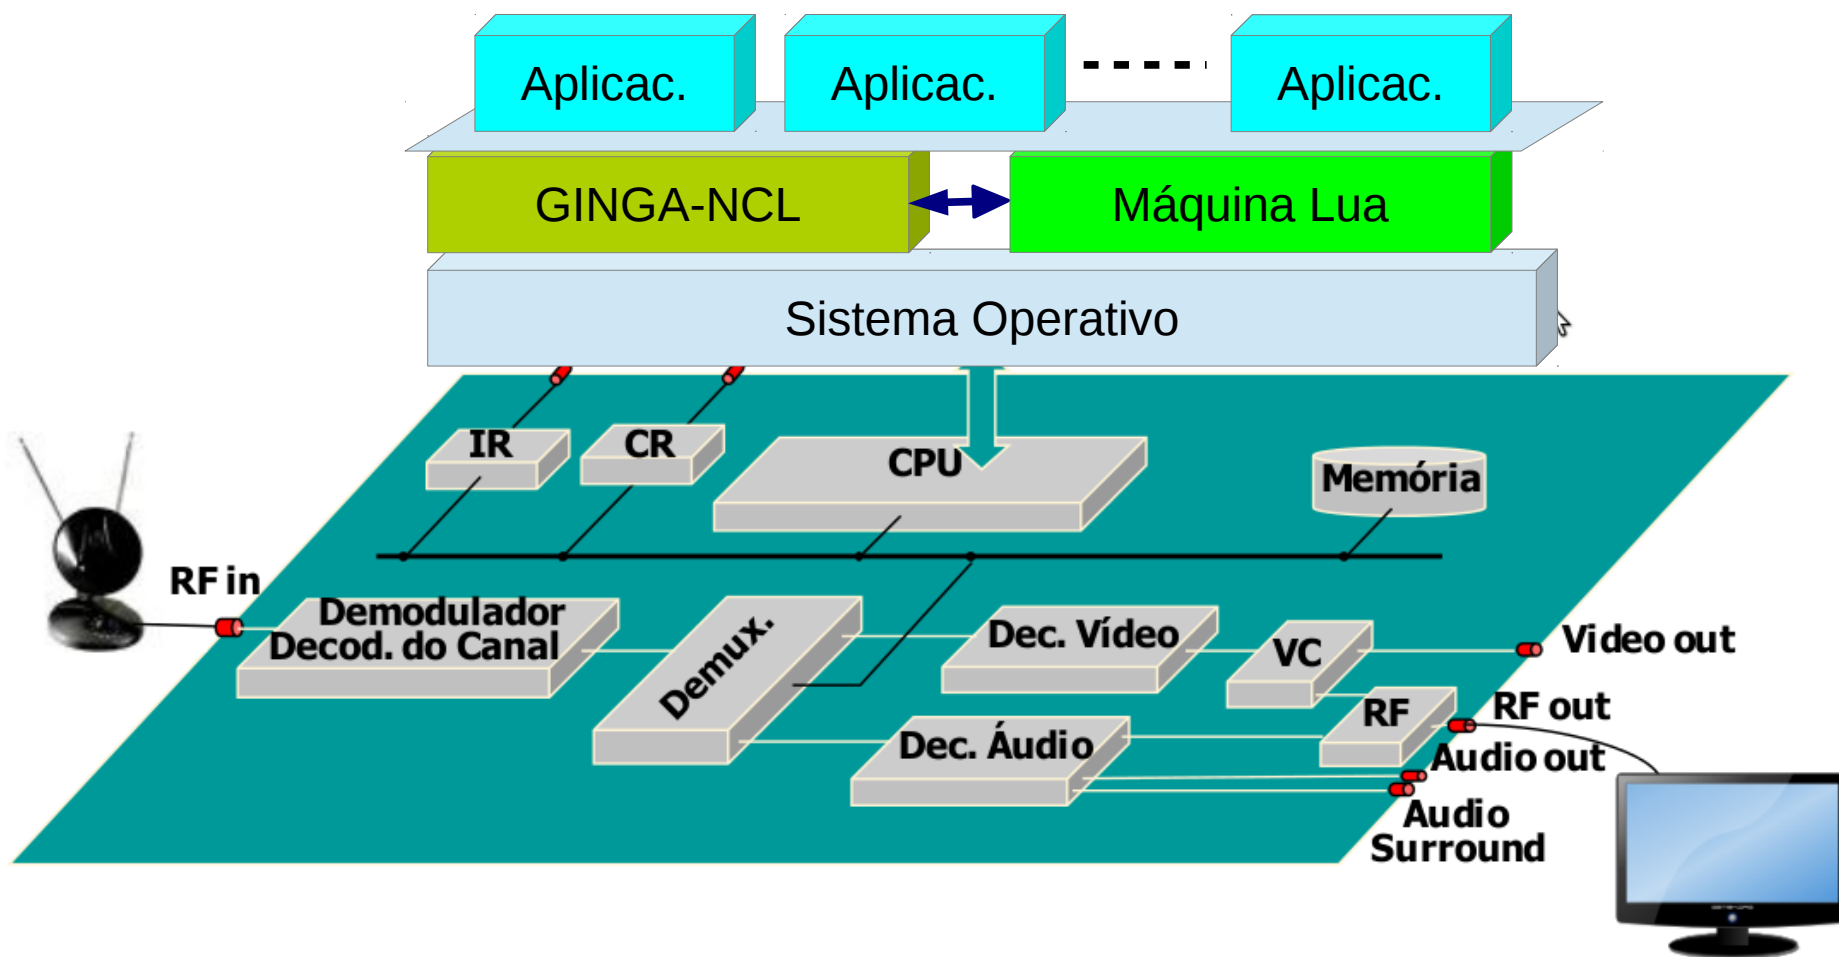 Aplicac.
Aplicac.
Aplicac.
GINGA-NCL
Máquina Lua
Sistema Operativo
IR
CR
CPU
Memória
RF in
Demodulador
Decod. do Canal
Demux.
Dec. Vídeo
VC
Video out
RF
RF out
Dec. Áudio
Audio out
Audio
Surround